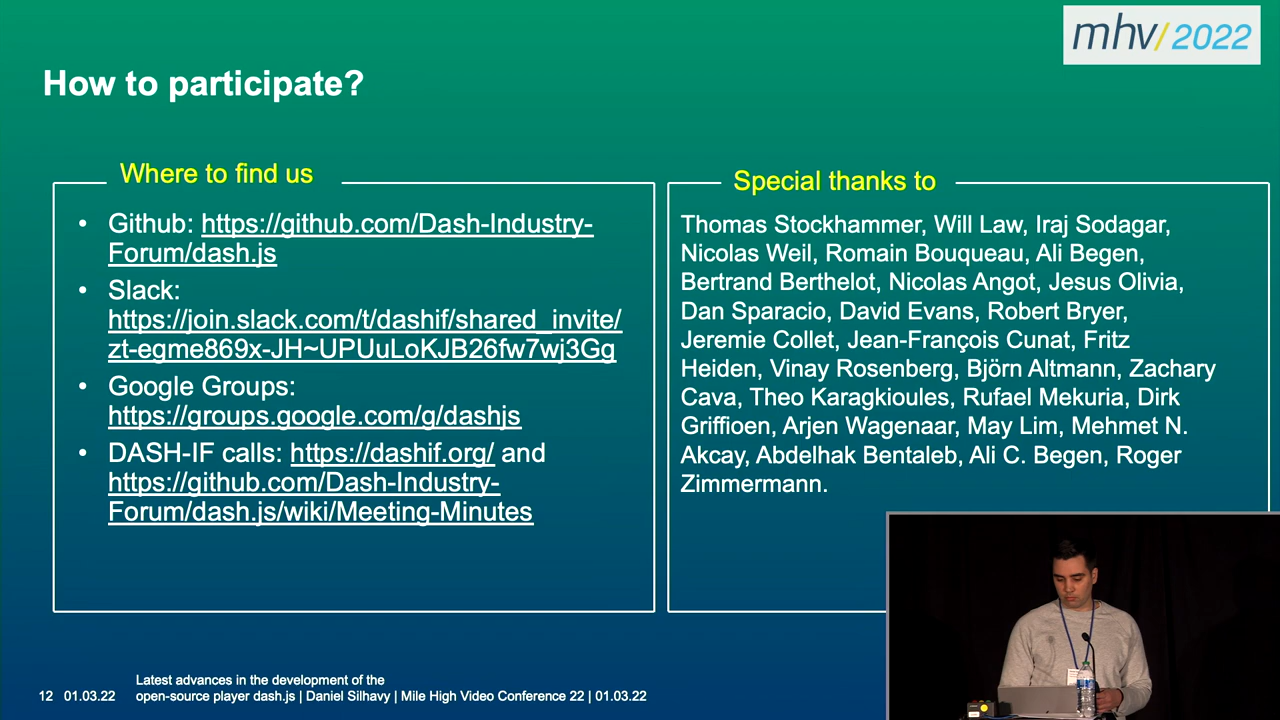 mhv/2022
How to participate?
Where to find us
• Github: https://github.com/Dash-Industry-
Forum/dash.js
• Slack:
https://join.slack.com/t/dashif/shared_invite/
zt-egme869x-JH~UPUuLoKJB26fw7wj3Gg
• Google Groups:
https://groups.google.com/g/dashjs
• DASH-IF calls: https://dashif.org/ and
https://github.com/Dash-Industry-
Forum/dash.js/wiki/Meeting-Minutes
Special thanks to
Thomas Stockhammer, Will Law, Iraj Sodagar,
Nicolas Weil, Romain Bouqueau, Ali Begen,
Bertrand Berthelot, Nicolas Angot, Jesus Olivia,
Dan Sparacio, David Evans, Robert Bryer,
Jeremie Collet, Jean-François Cunat, Fritz
Heiden, Vinay Rosenberg, Björn Altmann, Zachary
Cava, Theo Karagkioules, Rufael Mekuria, Dirk
Griffioen, Arjen Wagenaar, May Lim, Mehmet N.
Akcay, Abdelhak Bentaleb, Ali C. Begen, Roger
Zimmermann.
12 01.03.22
Latest advances in the development of the
open-source player dash.js | Daniel Silhavy | Mile High Video Conference 22 | 01.03.22